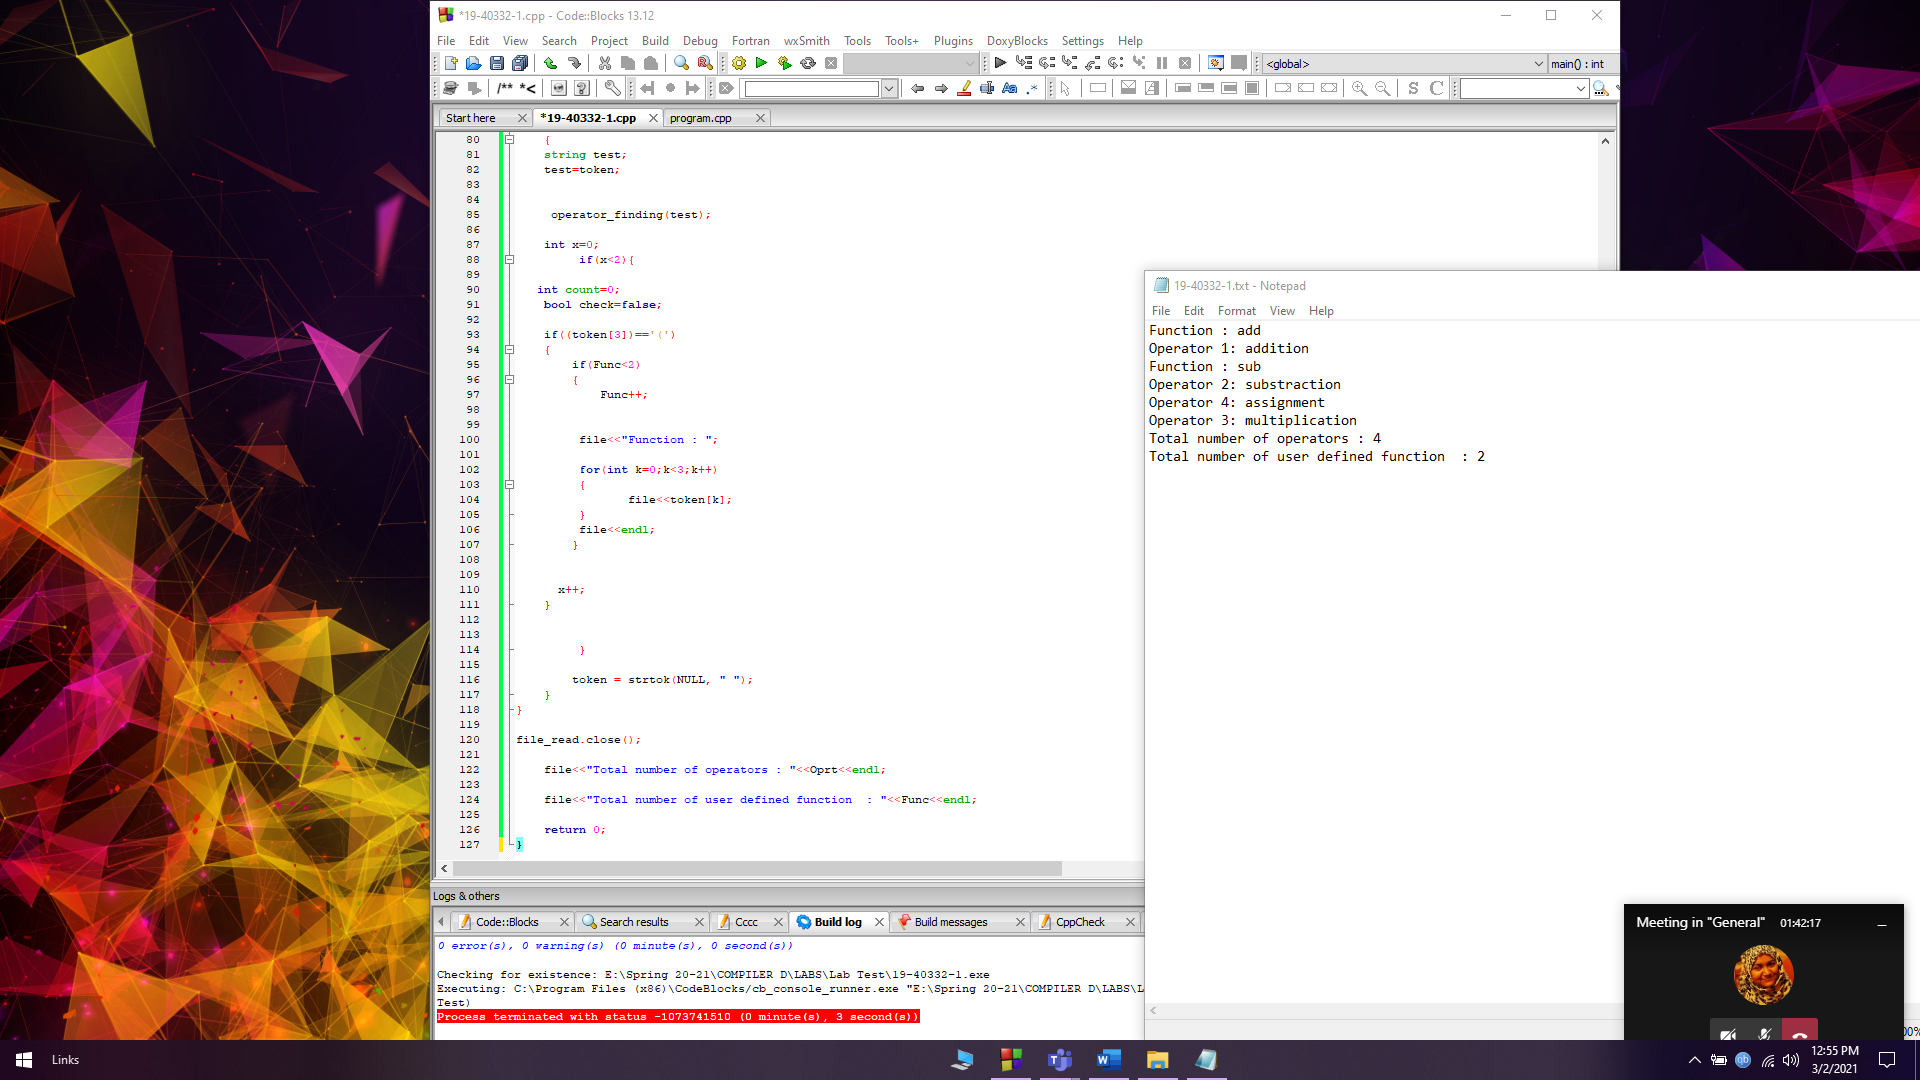 *19-40332-1.cpp - Code::Blocks 13.12
File Edit View Search Project Build Debug Fortran wxSmith Tools Tools+ Plugins DoxyBlocks Settings Help
<global> main() : int
/** *<
Start here *19-40332-1.cpp program.cpp
80 {
81 string test;
82 test=token;
83
84
85 operator_finding(test);
86
87 int x=0;
88 if(x<2){
89
90 int count=0;
91 bool check=false;
92
93 if((token[3])=='(')
94 {
95 if(Func<2)
96 {
97 Func++;
98
99
100 file<<"Function : ";
101
102 for(int k=0;k<3;k++)
103 {
104 file<<token[k];
105 }
106 file<<endl;
107 }
108
109
110 x++;
111 }
112
113
114 }
115
116 token = strtok(NULL, " ");
117 }
118 }
119
120 file_read.close();
121
122 file<<"Total number of operators : "<<Oprt<<endl;
123
124 file<<"Total number of user defined function  : "<<Func<<endl;
125
126 return 0;
127 }
19-40332-1.txt - Notepad
File Edit Format View Help
Function : add
Operator 1: addition
Function : sub
Operator 2: substraction
Operator 4: assignment
Operator 3: multiplication
Total number of operators : 4
Total number of user defined function  : 2
Logs & others
Code::Blocks Search results Cccc Build log Build messages CppCheck
0 error(s), 0 warning(s) (0 minute(s), 0 second(s))
Checking for existence: E:\Spring 20-21\COMPILER D\LABS\Lab Test\19-40332-1.exe
Executing: C:\Program Files (x86)\CodeBlocks/cb_console_runner.exe "E:\Spring 20-21\COMPILER D\LABS\L
Test)
Process terminated with status -1073741510 (0 minute(s), 3 second(s))
Meeting in "General" 01:42:17
00%
Links
12:55 PM
3/2/2021